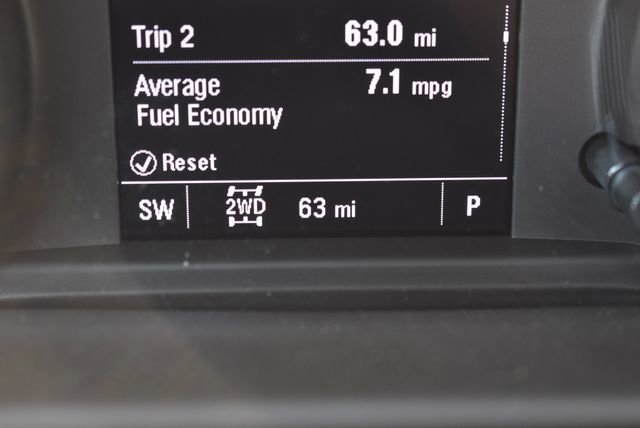 Trip 2 63.0 mi
Average 7.1 mpg
Fuel Economy
Reset
SW 2WD 63 mi P